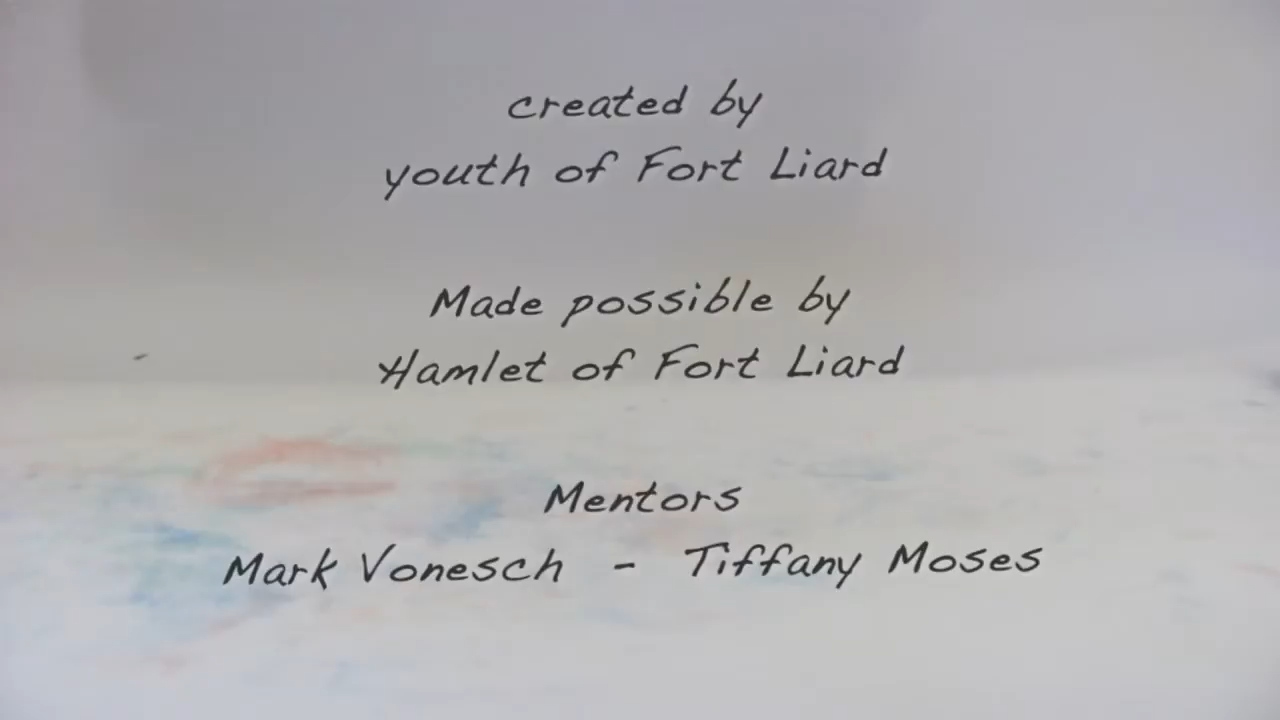 created by
youth of Fort Liard
Made possible by
Hamlet of Fort Liard
Mentors
Mark Vonesch - Tiffany Moses